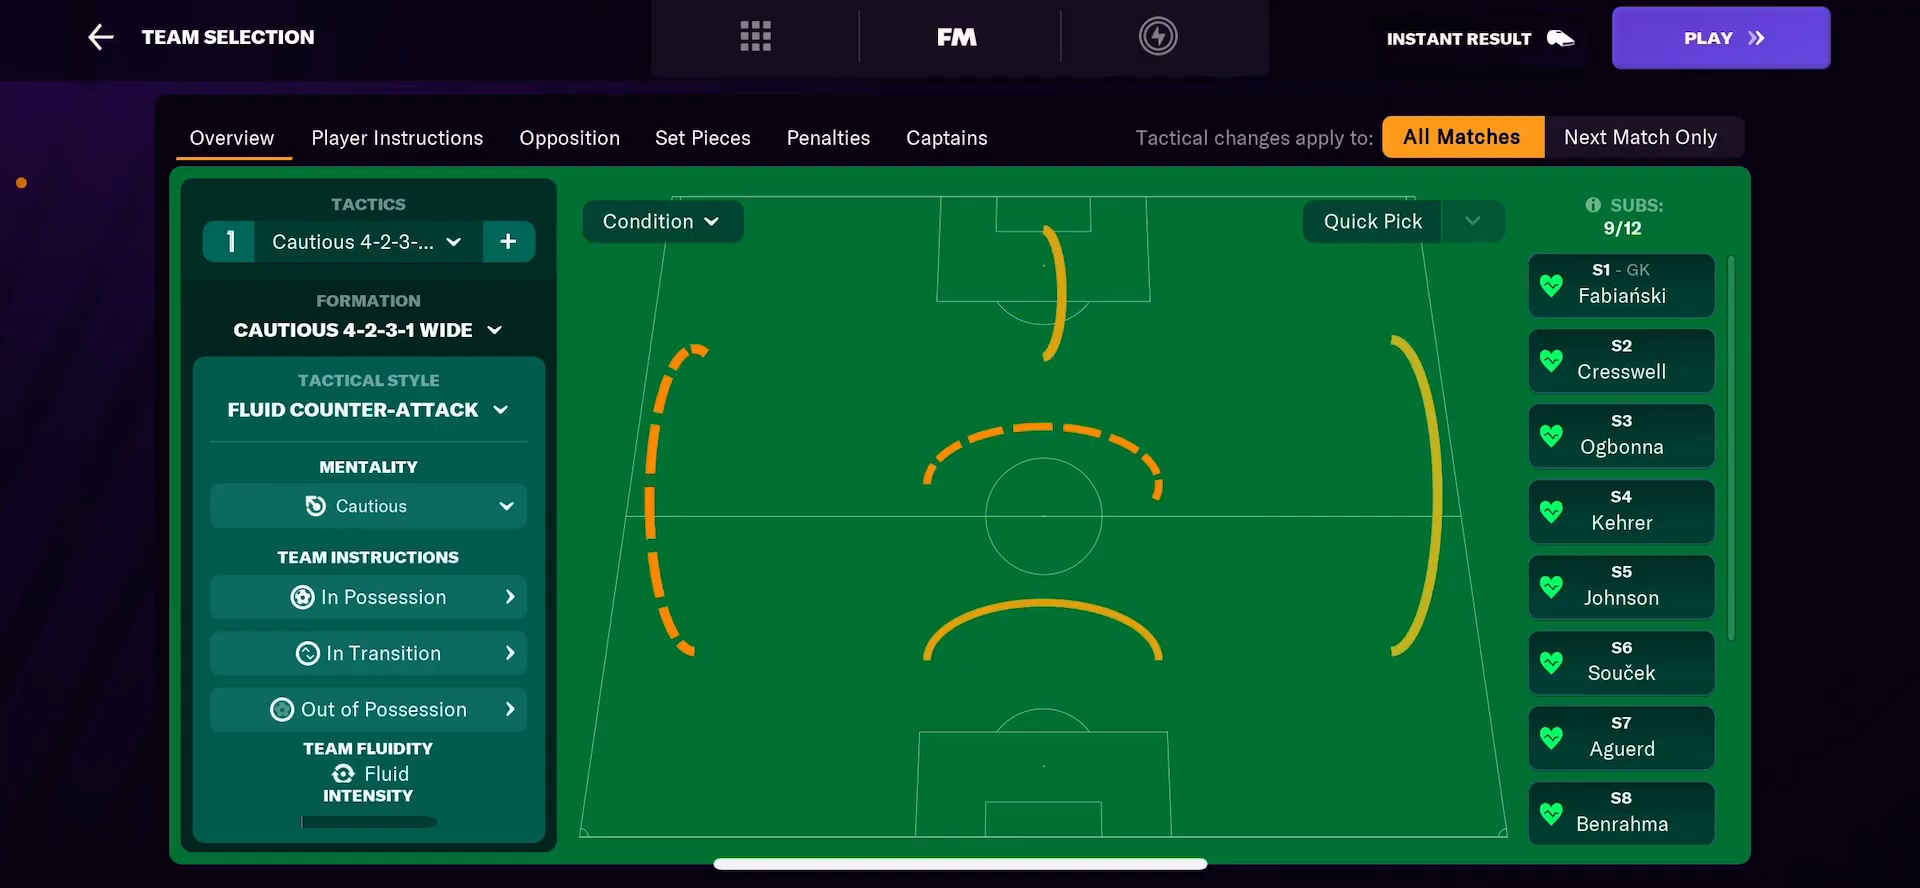 TEAM SELECTION
FM
INSTANT RESULT
PLAY
Overview
Player Instructions
Opposition
Set Pieces
Penalties
Captains
Tactical changes apply to:
All Matches
Next Match Only
TACTICS
1
Cautious 4-2-3-...
+
FORMATION
CAUTIOUS 4-2-3-1 WIDE
TACTICAL STYLE
FLUID COUNTER-ATTACK
MENTALITY
Cautious
TEAM INSTRUCTIONS
In Possession
In Transition
Out of Possession
TEAM FLUIDITY
Fluid
INTENSITY
Condition
Quick Pick
SUBS:
9/12
S1 - GK
Fabiański
S2
Cresswell
S3
Ogbonna
S4
Kehrer
S5
Johnson
S6
Souček
S7
Aguerd
S8
Benrahma